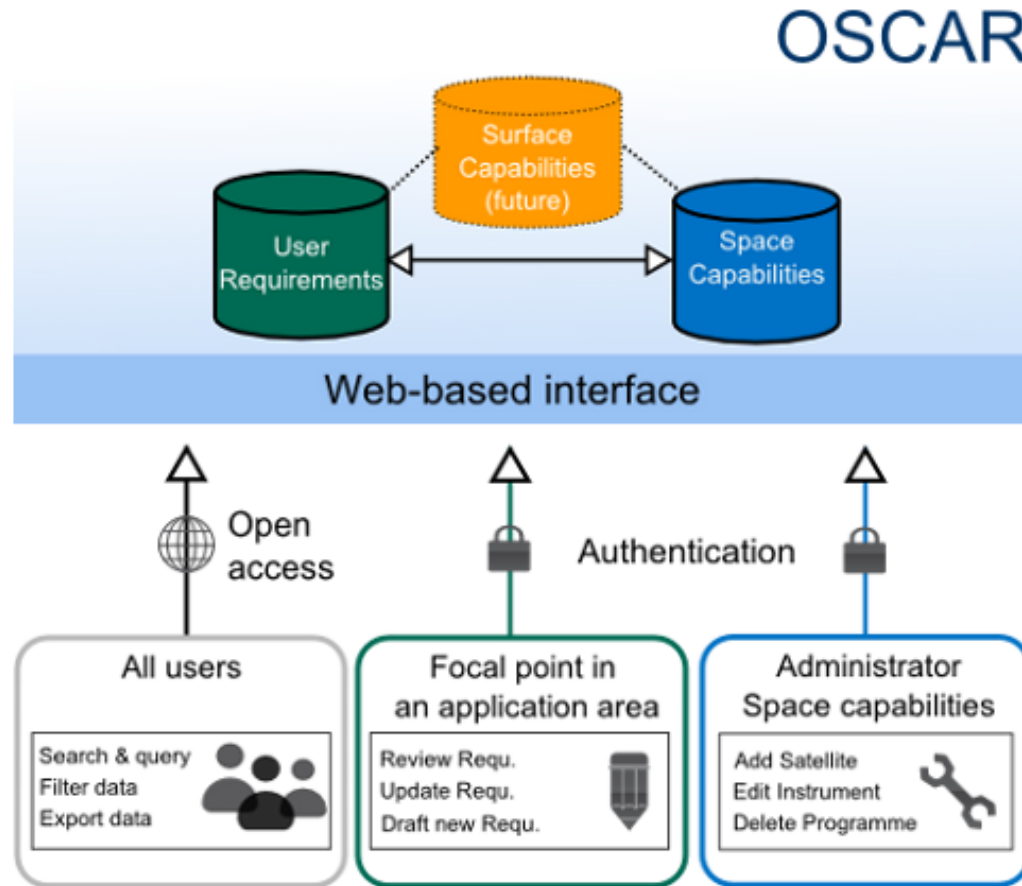 OSCAR
Surface
Capabilities
(future)
User
Requirements
Space
Capabilities
Web-based interface
Open
access
Authentication
All users
Search & query
Filter data
Export data
Focal point in
an application area
Review Requ.
Update Requ.
Draft new Requ.
Administrator
Space capabilities
Add Satellite
Edit Instrument
Delete Programme